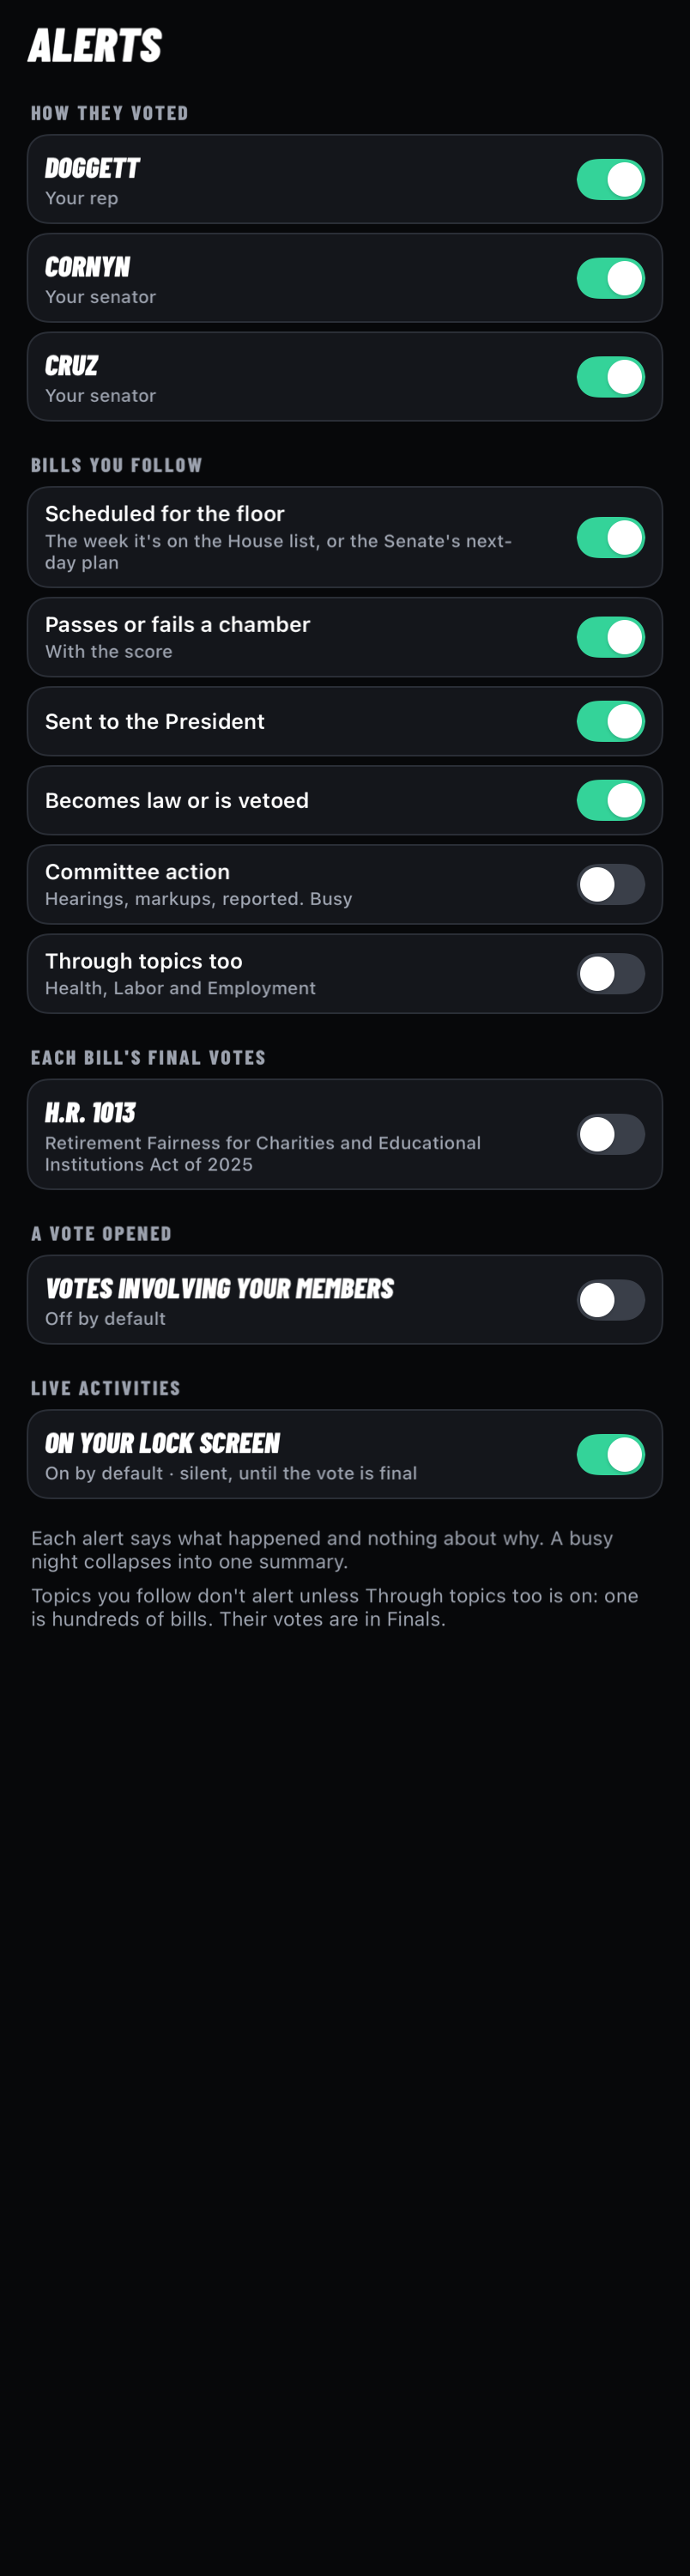 ALERTS
HOW THEY VOTED
DOGGETT
Your rep
CORNYN
Your senator
CRUZ
Your senator
BILLS YOU FOLLOW
Scheduled for the floor
The week it's on the House list, or the Senate's next-
day plan
Passes or fails a chamber
With the score
Sent to the President
Becomes law or is vetoed
Committee action
Hearings, markups, reported. Busy
Through topics too
Health, Labor and Employment
EACH BILL'S FINAL VOTES
H.R. 1013
Retirement Fairness for Charities and Educational
Institutions Act of 2025
A VOTE OPENED
VOTES INVOLVING YOUR MEMBERS
Off by default
LIVE ACTIVITIES
ON YOUR LOCK SCREEN
On by default · silent, until the vote is final
Each alert says what happened and nothing about why. A busy
night collapses into one summary.
Topics you follow don't alert unless Through topics too is on: one
is hundreds of bills. Their votes are in Finals.